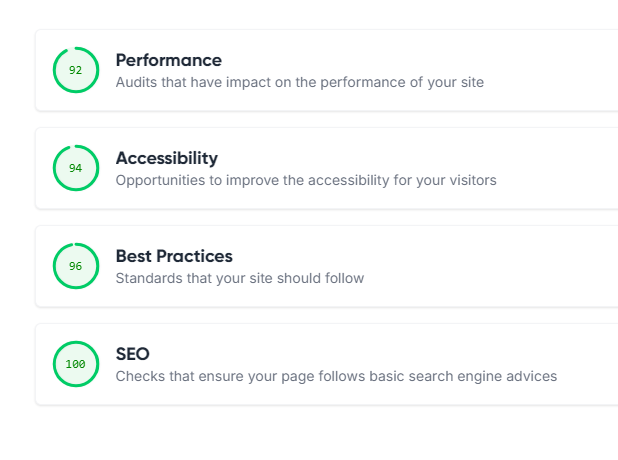 92
Performance
Audits that have impact on the performance of your site
94
Accessibility
Opportunities to improve the accessibility for your visitors
96
Best Practices
Standards that your site should follow
100
SEO
Checks that ensure your page follows basic search engine advices